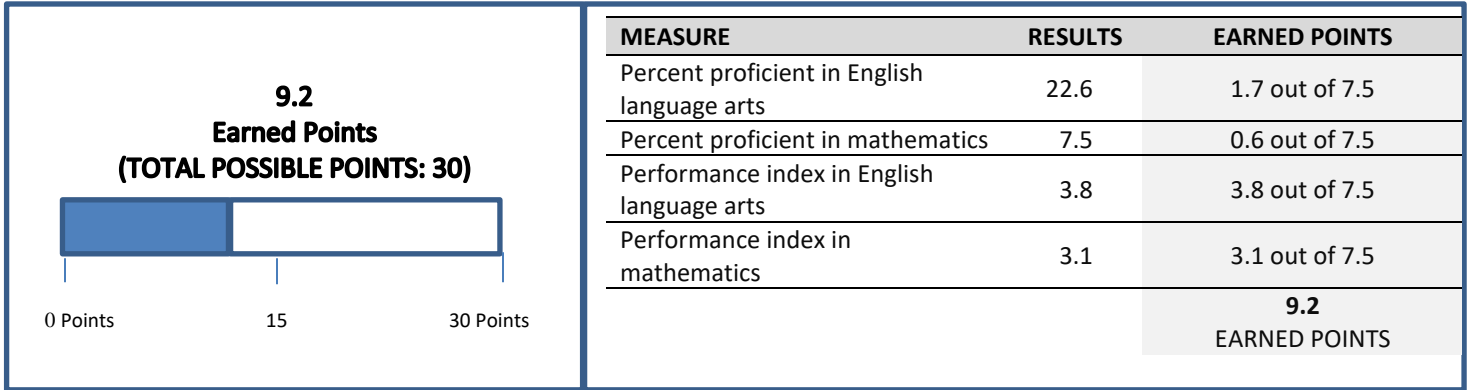 9.2
Earned Points
(TOTAL POSSIBLE POINTS: 30)
0 Points 15 30 Points
MEASURE RESULTS EARNED POINTS
Percent proficient in English
language arts 22.6 1.7 out of 7.5
Percent proficient in mathematics 7.5 0.6 out of 7.5
Performance index in English
language arts 3.8 3.8 out of 7.5
Performance index in
mathematics 3.1 3.1 out of 7.5
9.2
EARNED POINTS